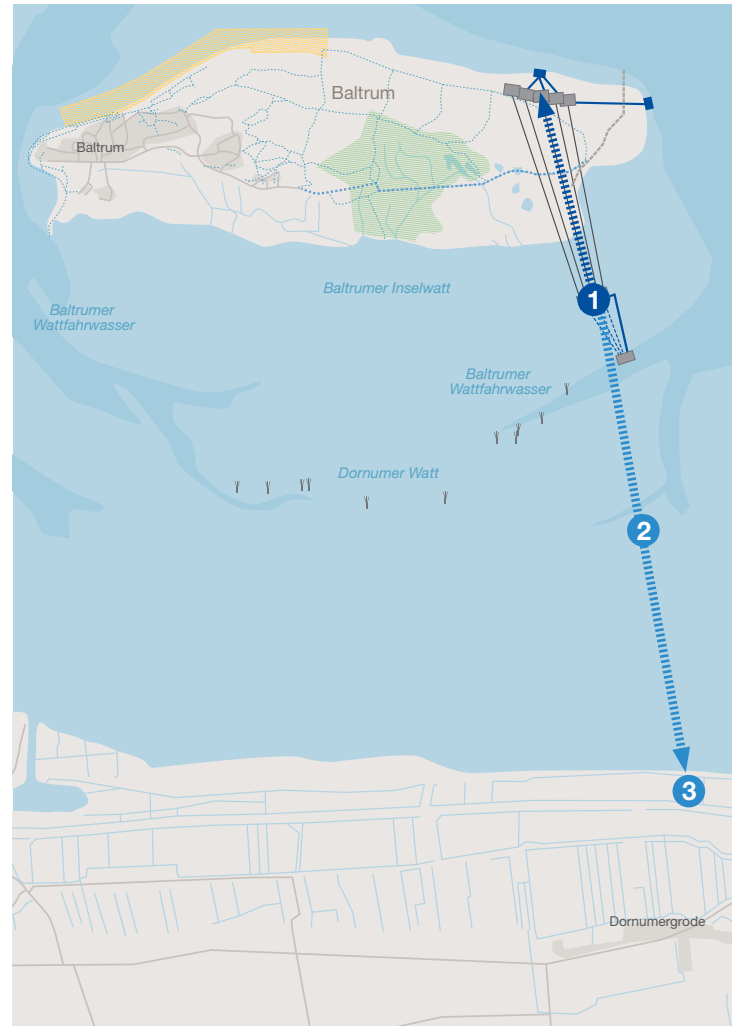 Baltrum
Baltrum
1
Baltrumer Inselwatt
Baltrumer
Wattfahrwasser
Baltrumer
Wattfahrwasser
Dornumer Watt
2
3
Dornumergrode